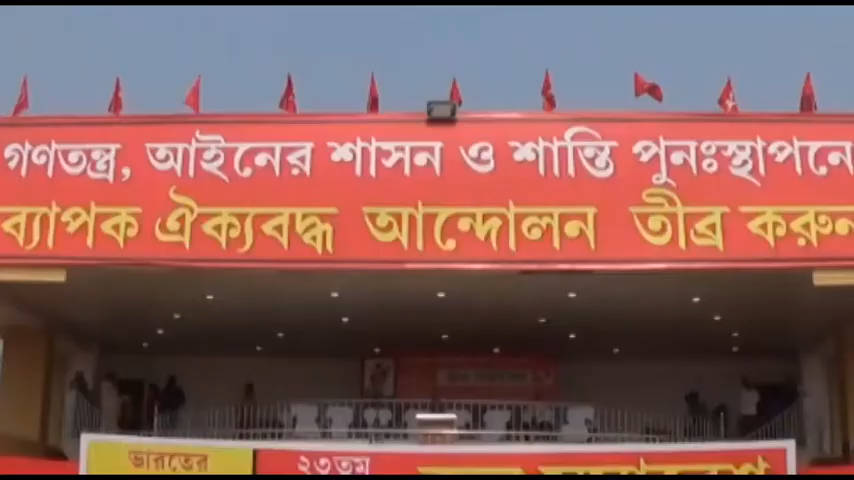 গণতন্ত্র, আইনের শাসন ও শান্তি পুনঃস্থাপনে
ব্যাপক ঐক্যবদ্ধ আন্দোলন তীব্র করুন
ভারতের ২৩তম